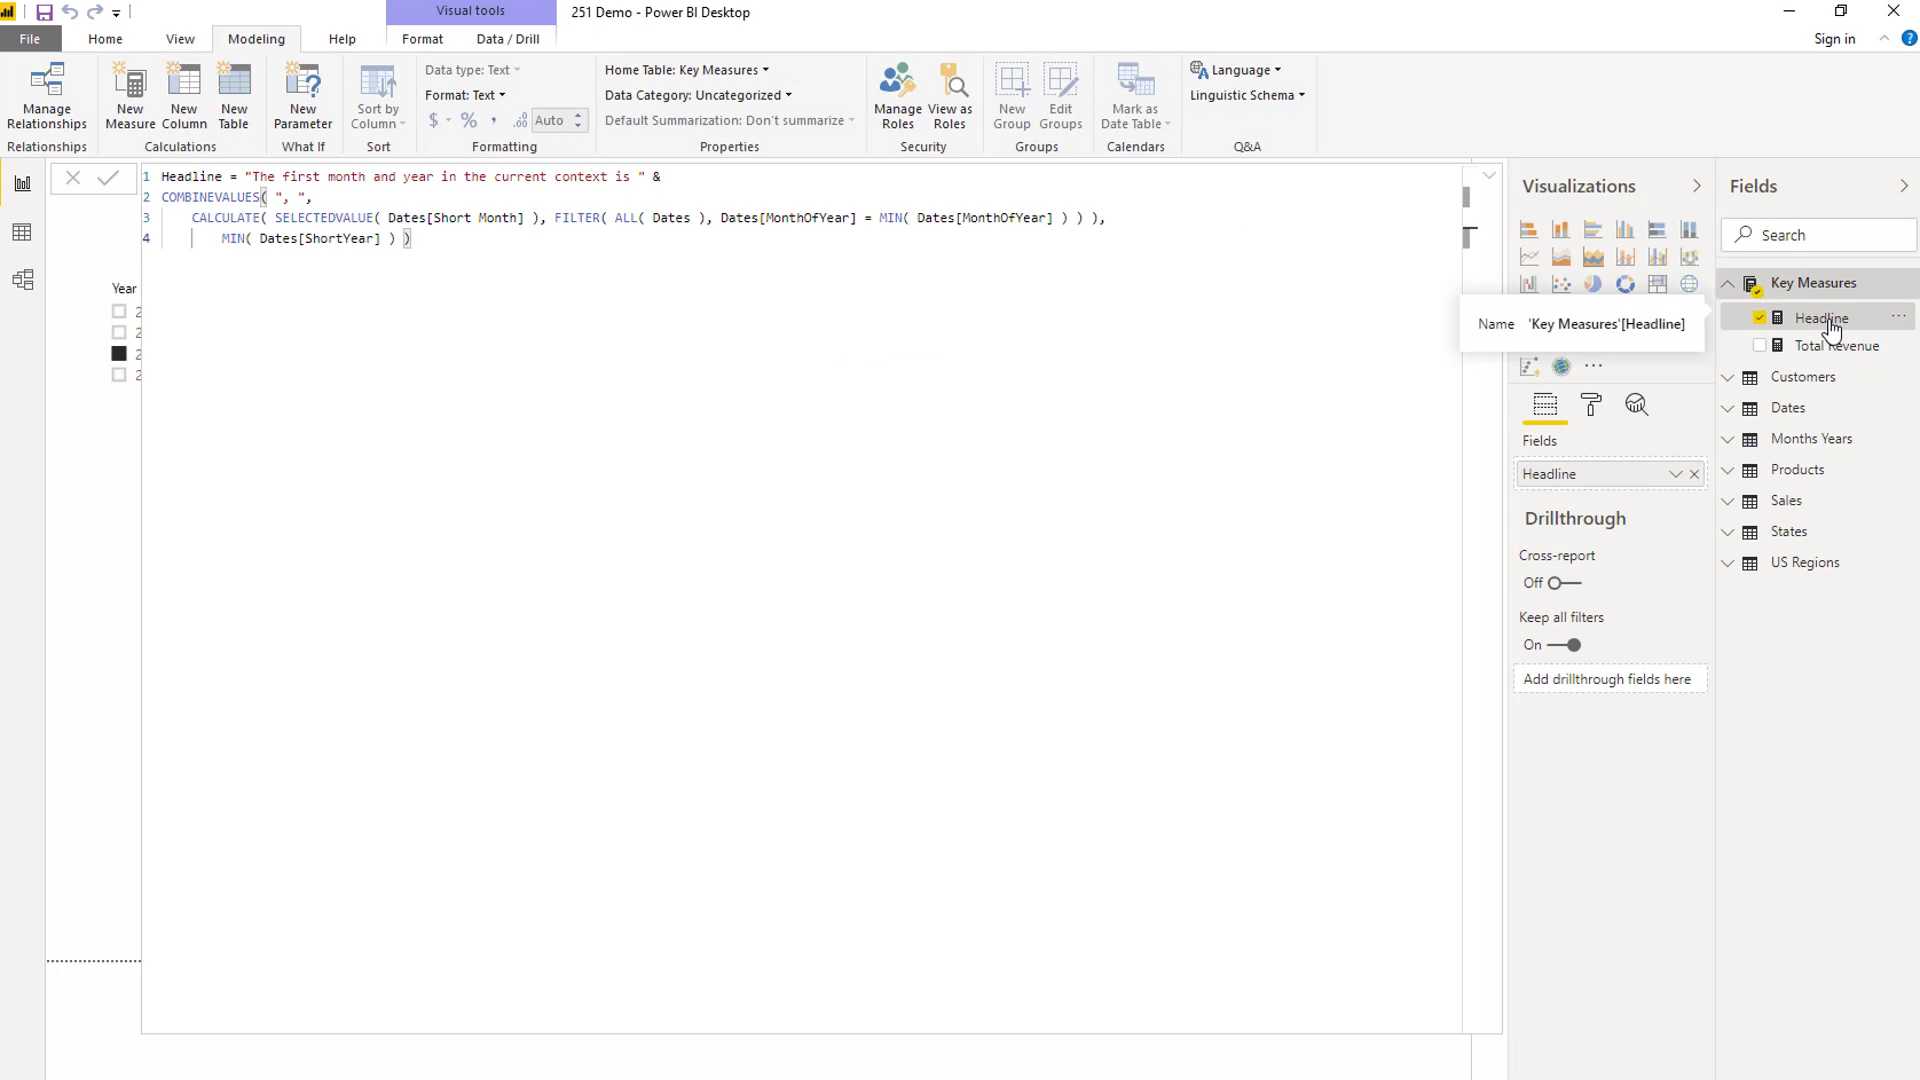 Visual tools
251 Demo - Power BI Desktop
File
Home
View
Modeling
Help
Format
Data / Drill
Sign in
Manage Relationships
New Measure
New Column
New Table
New Parameter
Sort by Column
Data type: Text
Format: Text
$ % , .00 Auto
Home Table: Key Measures
Data Category: Uncategorized
Default Summarization: Don't summarize
Manage Roles
View as Roles
New Group
Edit Groups
Mark as Date Table
Language
Linguistic Schema
Relationships
Calculations
What If
Sort
Formatting
Properties
Security
Groups
Calendars
Q&A
1 Headline = "The first month and year in the current context is " &
2 COMBINEVALUES( ", ",
3 CALCULATE( SELECTEDVALUE( Dates[Short Month] ), FILTER( ALL( Dates ), Dates[MonthOfYear] = MIN( Dates[MonthOfYear] ) ) ),
4 MIN( Dates[ShortYear] ) )
Year
2
2
2
2
Visualizations
Name 'Key Measures'[Headline]
Fields
Headline
Drillthrough
Cross-report
Off
Keep all filters
On
Add drillthrough fields here
Fields
Search
Key Measures
Headline
Total Revenue
Customers
Dates
Months Years
Products
Sales
States
US Regions